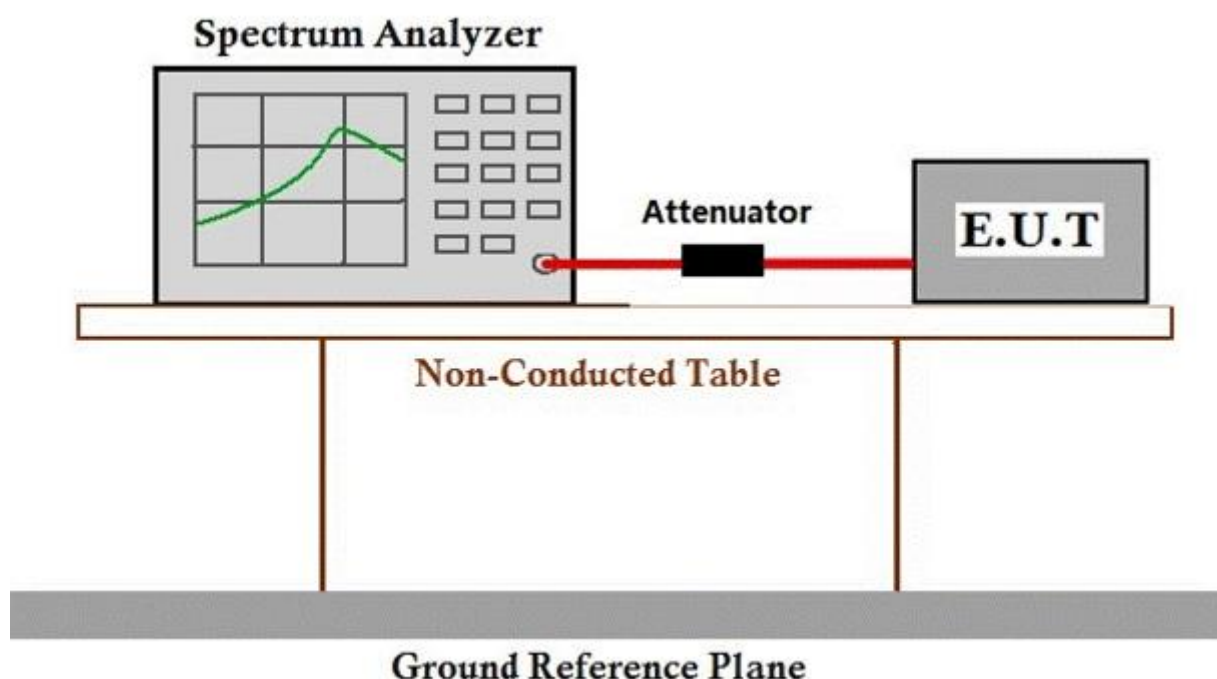 Spectrum Analyzer
Attenuator
E.U.T
Non-Conducted Table
Ground Reference Plane